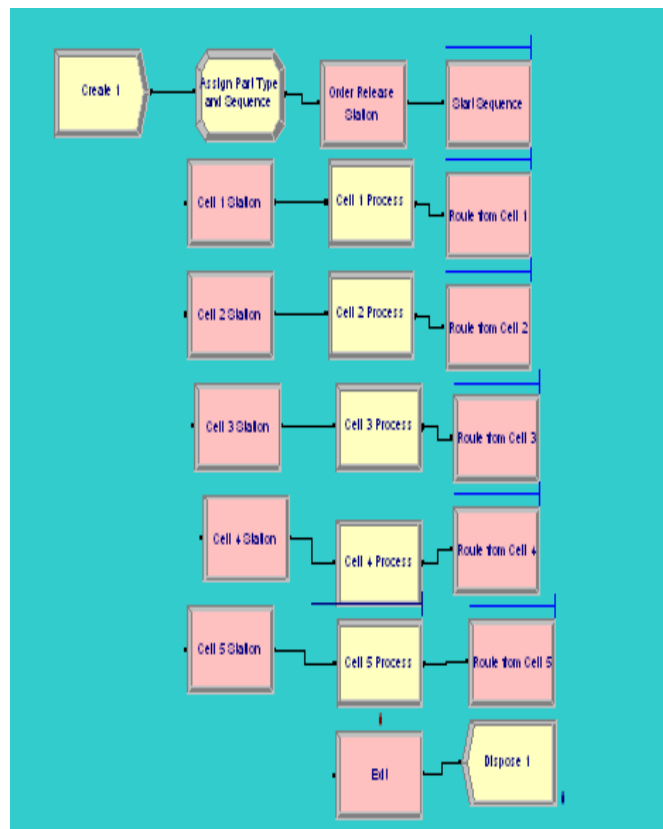 Create 1
Assign Part Type
and Sequence
Order Release
Station
Start Sequence
Cell 1 Station
Cell 1 Process
Route from Cell 1
Cell 2 Station
Cell 2 Process
Route from Cell 2
Cell 3 Station
Cell 3 Process
Route from Cell 3
Cell 4 Station
Cell 4 Process
Route from Cell 4
Cell 5 Station
Cell 5 Process
Route from Cell 5
Exit
Dispose 1